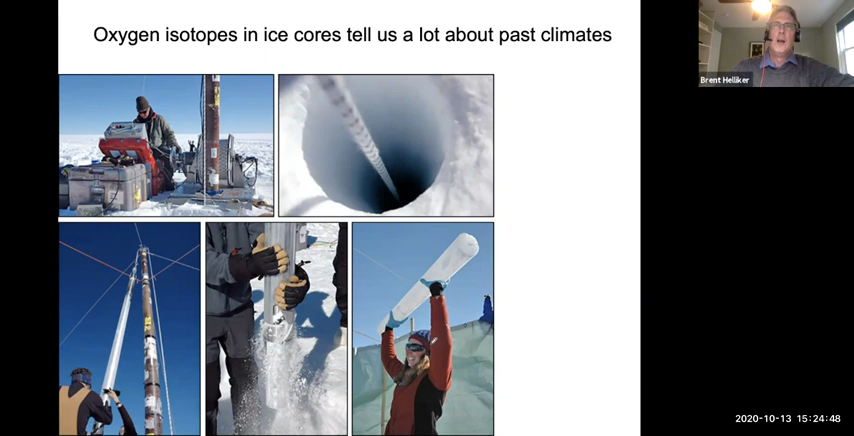 Oxygen isotopes in ice cores tell us a lot about past climates
Brent Helliker
2020-10-13 15:24:48